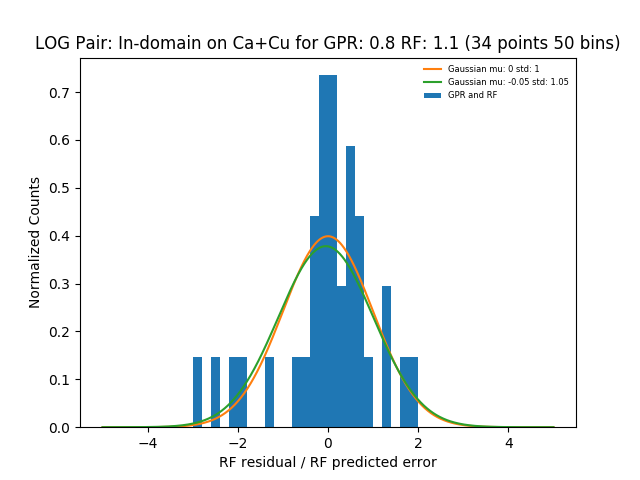 LOG Pair: In-domain on Ca+Cu for GPR: 0.8 RF: 1.1 (34 points 50 bins)
Gaussian mu: 0 std: 1
Gaussian mu: -0.05 std: 1.05
GPR and RF
Normalized Counts
0.7
0.6
0.5
0.4
0.3
0.2
0.1
0.0
−4
−2
0
2
4
RF residual / RF predicted error